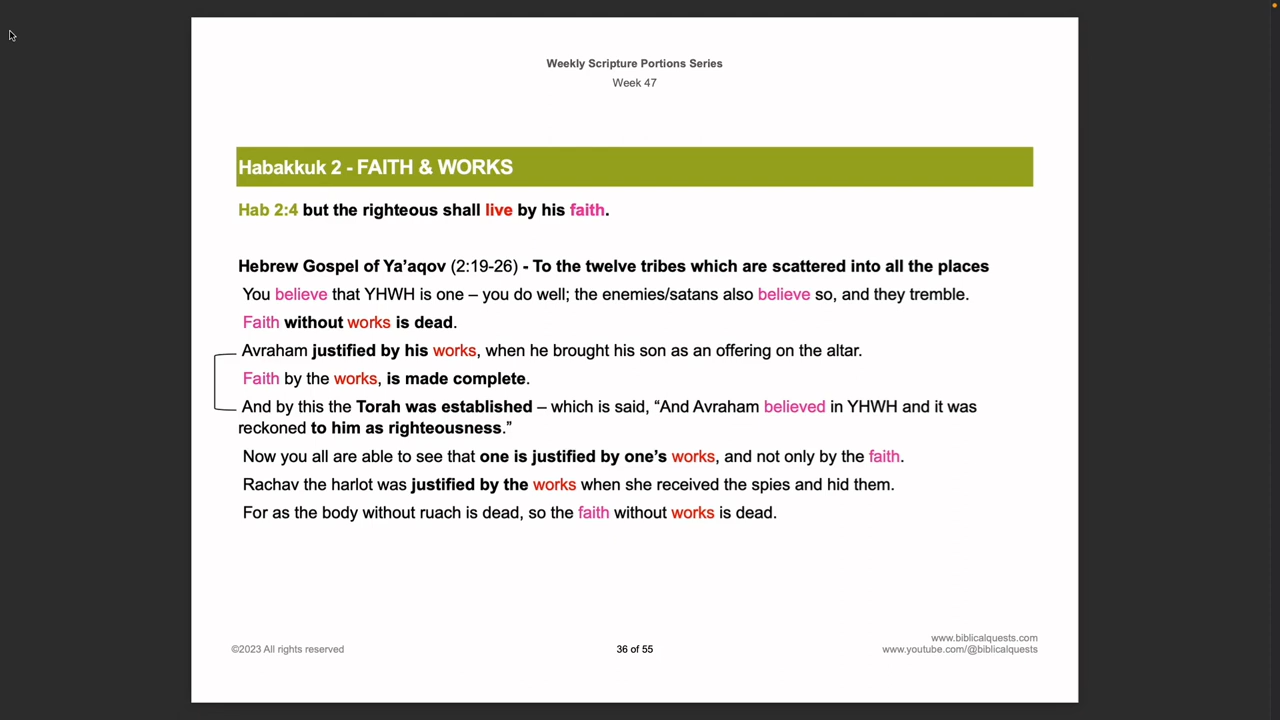 Weekly Scripture Portions Series
Week 47
Habakkuk 2 - FAITH & WORKS
Hab 2:4 but the righteous shall live by his faith.
Hebrew Gospel of Ya’aqov (2:19-26) - To the twelve tribes which are scattered into all the places
You believe that YHWH is one – you do well; the enemies/satans also believe so, and they tremble.
Faith without works is dead.
Avraham justified by his works, when he brought his son as an offering on the altar.
Faith by the works, is made complete.
And by this the Torah was established – which is said, “And Avraham believed in YHWH and it was
reckoned to him as righteousness.”
Now you all are able to see that one is justified by one’s works, and not only by the faith.
Rachav the harlot was justified by the works when she received the spies and hid them.
For as the body without ruach is dead, so the faith without works is dead.
©2023 All rights reserved
36 of 55
www.biblicalquests.com
www.youtube.com/@biblicalquests